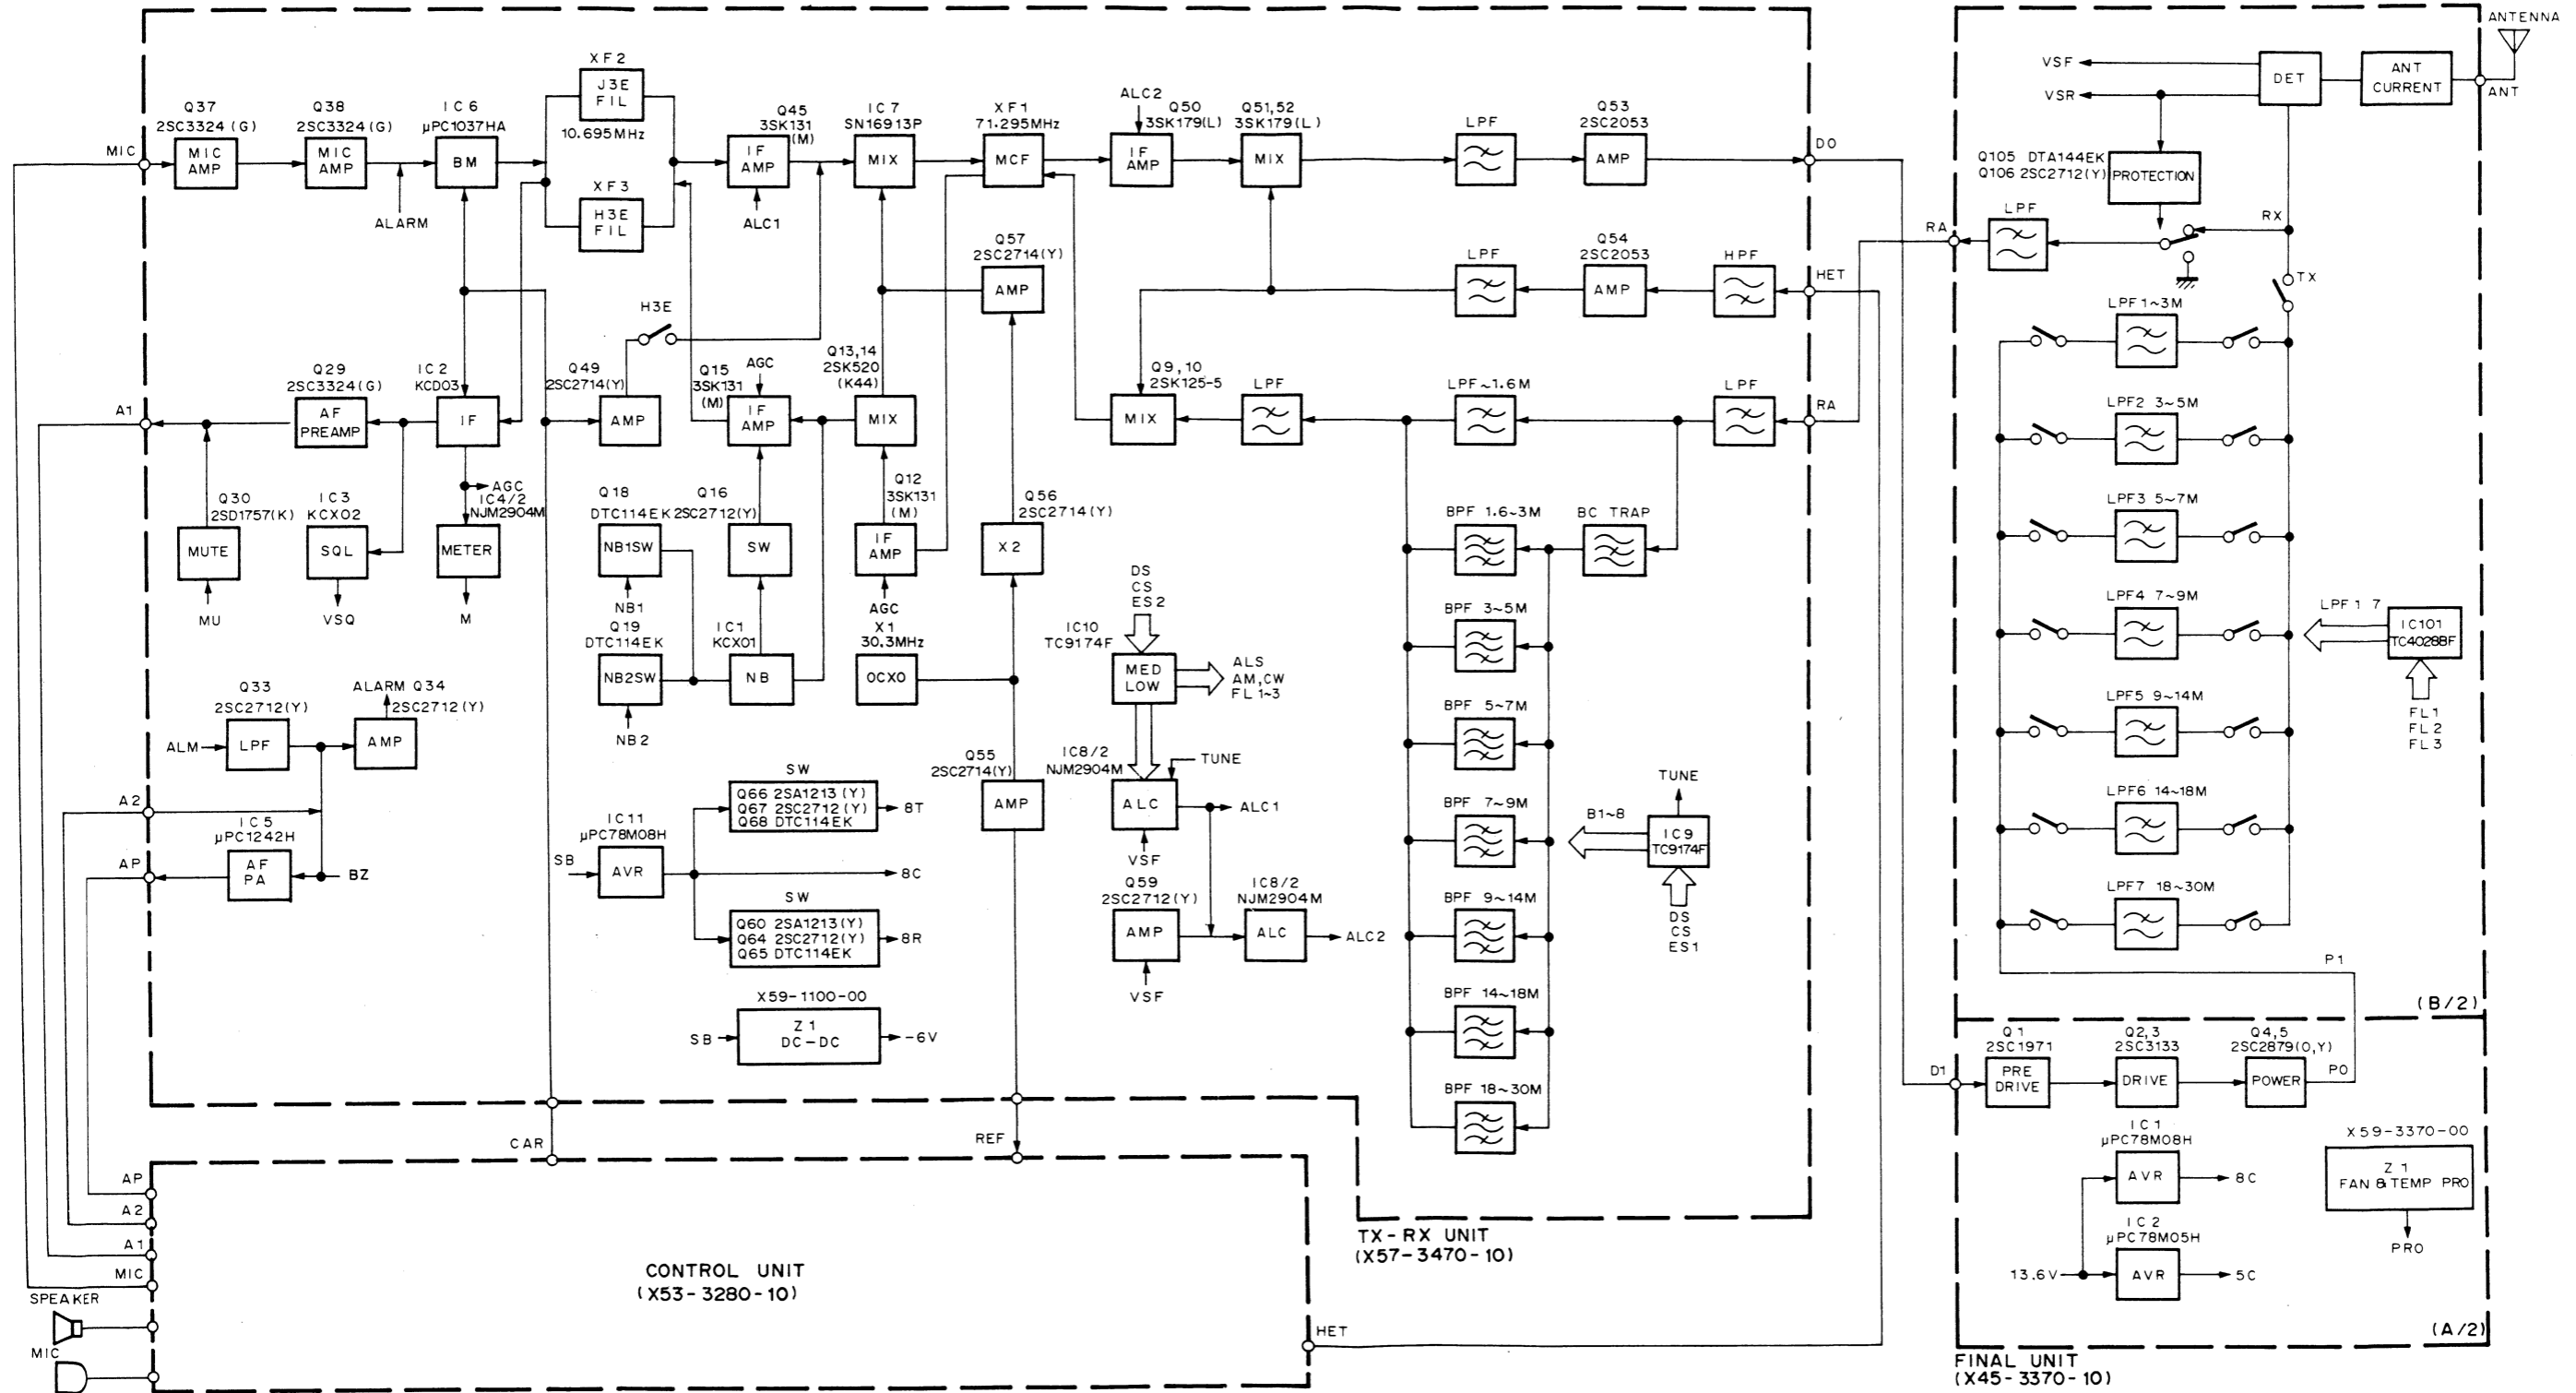 ANTENNA
XF2
J3E
FIL
10.695MHz
XF3
H3E
FIL
Q37
2SC3324(G)
MIC
AMP
Q38
2SC3324(G)
MIC
AMP
IC6
µPC1037HA
BM
MIC
ALARM
Q45
3SK131
(M)
IF
AMP
ALC1
IC7
SN16913P
MIX
XF1
71.295MHz
MCF
ALC2
Q50
3SK179(L)
IF
AMP
Q51,52
3SK179(L)
MIX
LPF
Q53
2SC2053
AMP
DO
VSF
VSR
DET
ANT
CURRENT
ANT
Q105 DTA144EK
Q106 2SC2712(Y)
PROTECTION
LPF
RA
RX
TX
Q57
2SC2714(Y)
AMP
LPF
Q54
2SC2053
AMP
HPF
HET
H3E
A1
Q29
2SC3324(G)
AF
PREAMP
IC2
KCD03
IF
Q49
2SC2714(Y)
AMP
Q15
3SK131
(M)
AGC
IF
AMP
Q13,14
2SK520
(K44)
MIX
Q9,10
2SK125-5
MIX
LPF
LPF~1.6M
LPF
RA
AGC
Q30
2SD1757(K)
MUTE
MU
IC3
KCX02
SQL
VSQ
IC4/2
NJM2904M
METER
M
Q18
DTC114EK
NB1SW
NB1
Q16
2SC2712(Y)
SW
Q12
3SK131
(M)
IF
AMP
AGC
Q56
2SC2714(Y)
X2
Q19
DTC114EK
NB2SW
NB2
IC1
KCX01
NB
X1
30.3MHz
OCXO
DS
CS
ES2
IC10
TC9174F
MED
LOW
ALS
AM,CW
FL1~3
BPF 1.6~3M
BC TRAP
BPF 3~5M
BPF 5~7M
BPF 7~9M
BPF 9~14M
BPF 14~18M
BPF 18~30M
Q33
2SC2712(Y)
ALM
LPF
ALARM Q34
2SC2712(Y)
AMP
A2
IC5
µPC1242H
AP
AF
PA
BZ
IC11
µPC78M08H
SB
AVR
SW
Q66 2SA1213(Y)
Q67 2SC2712(Y)
Q68 DTC114EK
8T
8C
SW
Q60 2SA1213(Y)
Q64 2SC2712(Y)
Q65 DTC114EK
8R
X59-1100-00
SB
Z1
DC-DC
-6V
Q55
2SC2714(Y)
AMP
IC8/2
NJM2904M
TUNE
ALC
ALC1
VSF
Q59
2SC2712(Y)
AMP
VSF
IC8/2
NJM2904M
ALC
ALC2
TUNE
B1~8
IC9
TC9174F
DS
CS
ES1
LPF1~3M
LPF2 3~5M
LPF3 5~7M
LPF4 7~9M
LPF5 9~14M
LPF6 14~18M
LPF7 18~30M
LPF1 7
IC101
TC4028BF
FL1
FL2
FL3
P1
(B/2)
D1
Q1
2SC1971
PRE
DRIVE
Q2,3
2SC3133
DRIVE
Q4,5
2SC2879(O,Y)
POWER
PO
IC1
µPC78M08H
AVR
8C
IC2
µPC78M05H
13.6V
AVR
5C
X59-3370-00
Z1
FAN & TEMP PRO
PRO
(A/2)
FINAL UNIT
(X45-3370-10)
TX-RX UNIT
(X57-3470-10)
CAR
REF
AP
A2
A1
MIC
SPEAKER
MIC
CONTROL UNIT
(X53-3280-10)
HET